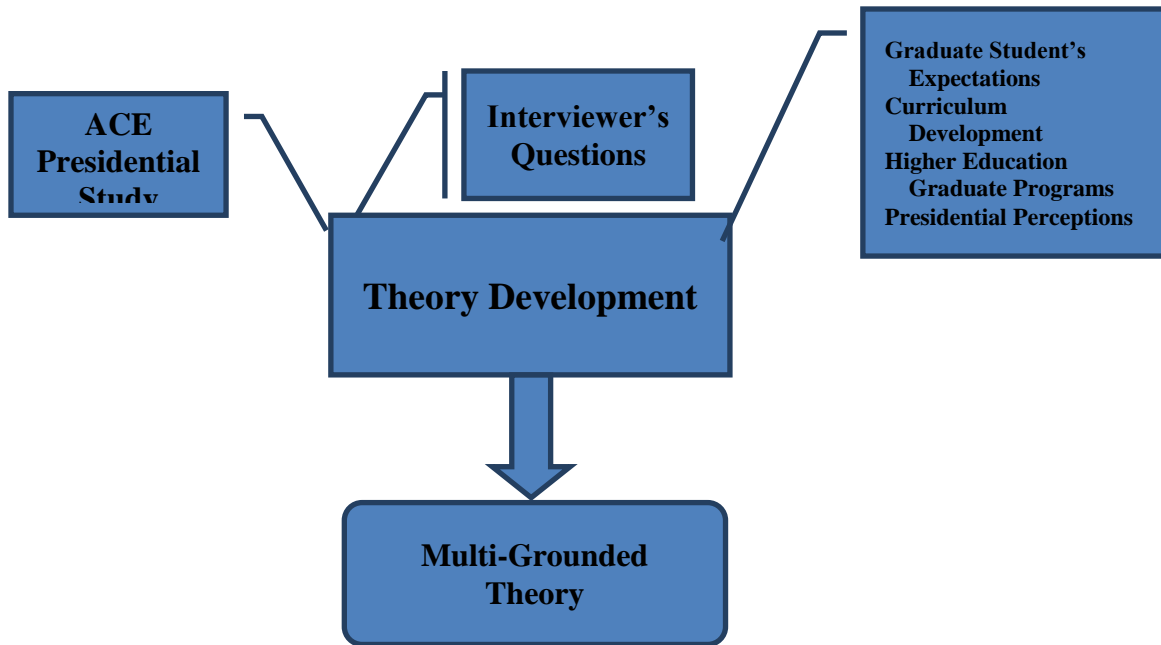 ACE
Presidential
Study
Interviewer’s
Questions
Graduate Student’s
Expectations
Curriculum
Development
Higher Education
Graduate Programs
Presidential Perceptions
Theory Development
Multi-Grounded
Theory